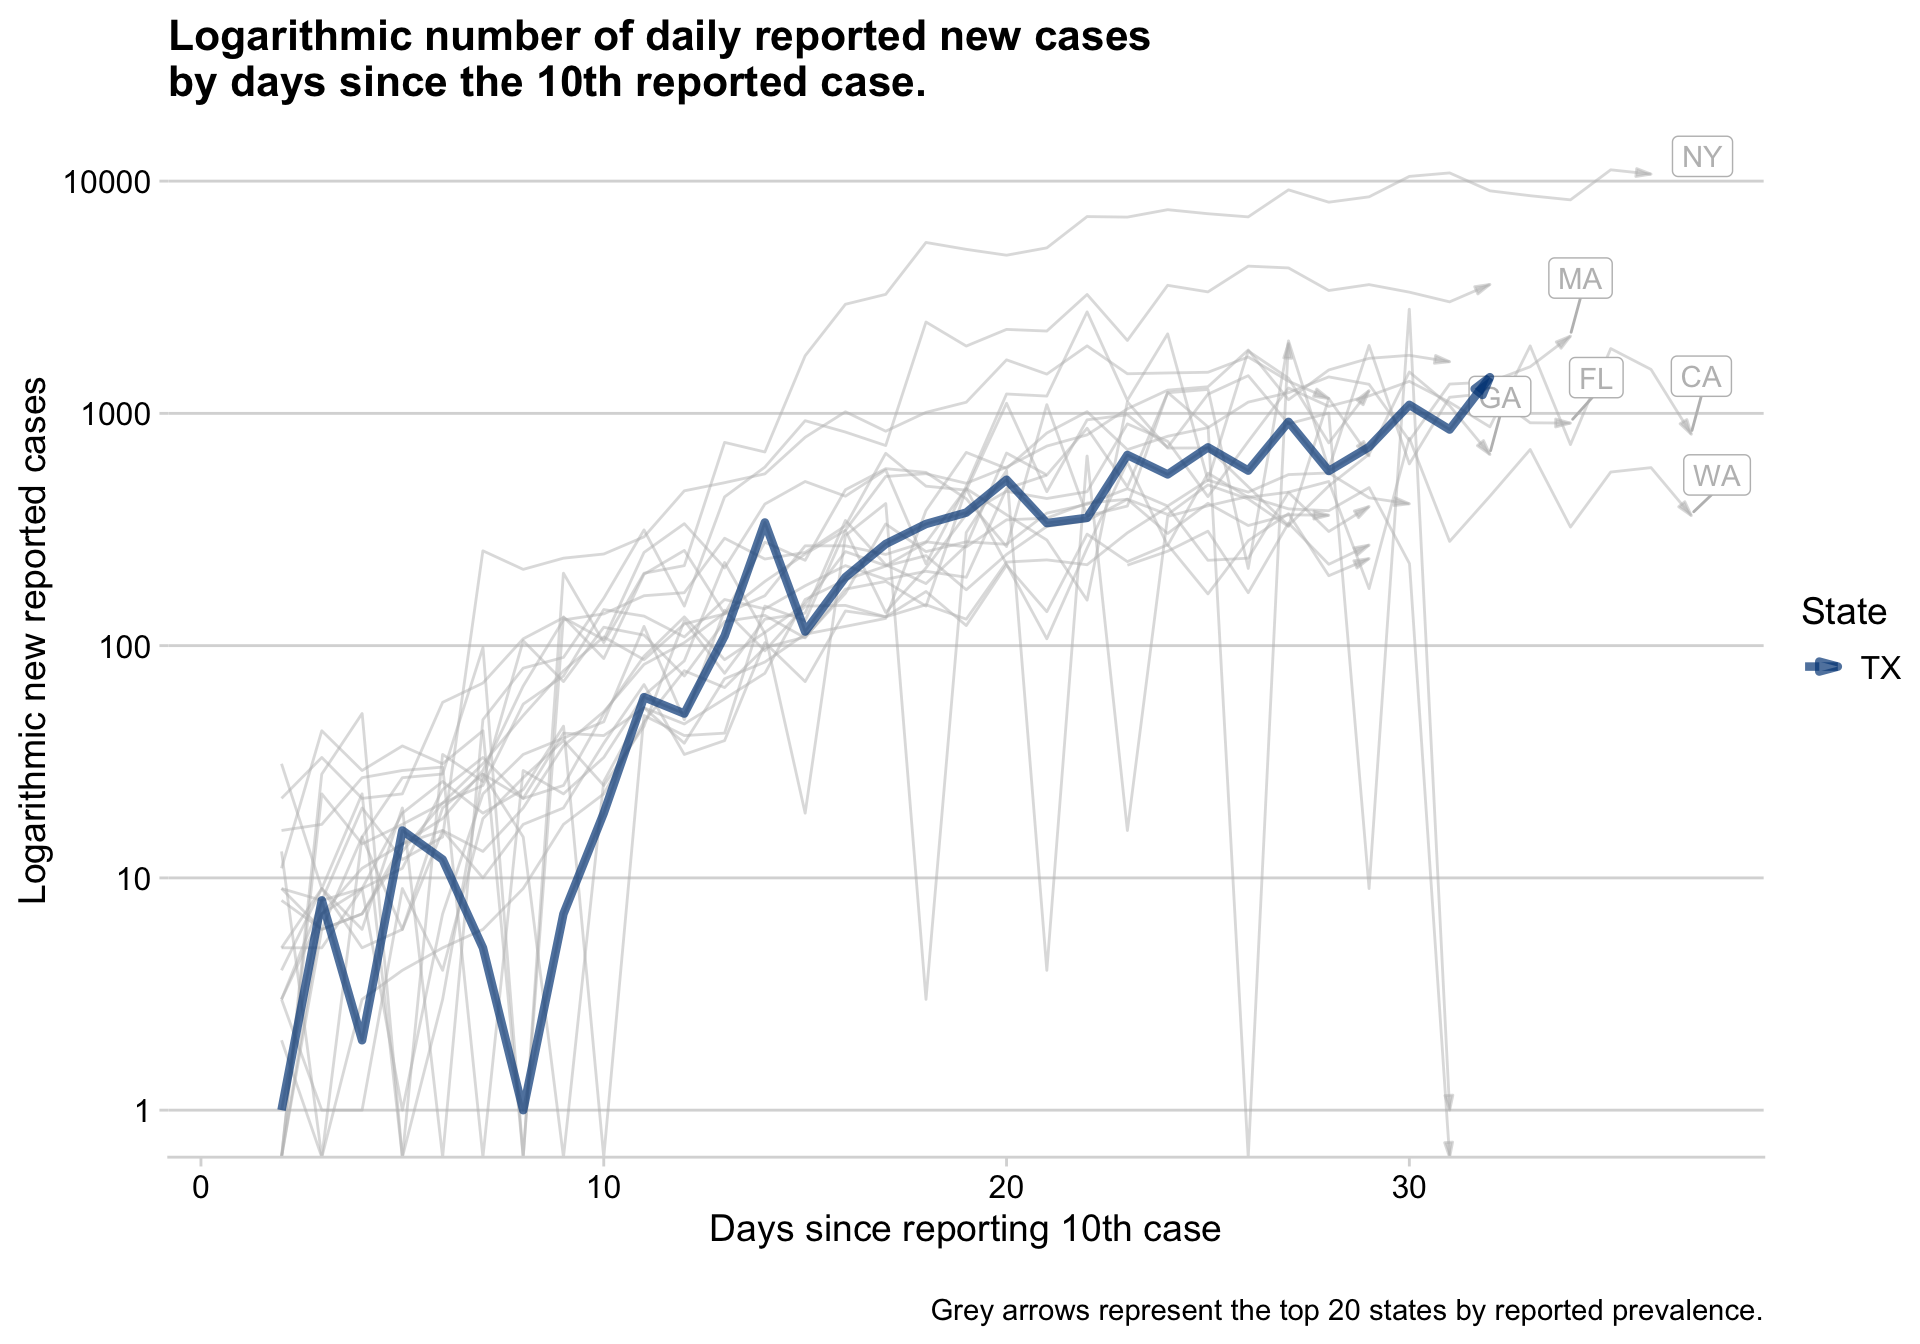 Logarithmic number of daily reported new cases
by days since the 10th reported case.
Logarithmic new reported cases
10000
1000
100
10
1
NY
MA
FL
CA
GA
WA
State
TX
0
10
20
30
Days since reporting 10th case
Grey arrows represent the top 20 states by reported prevalence.